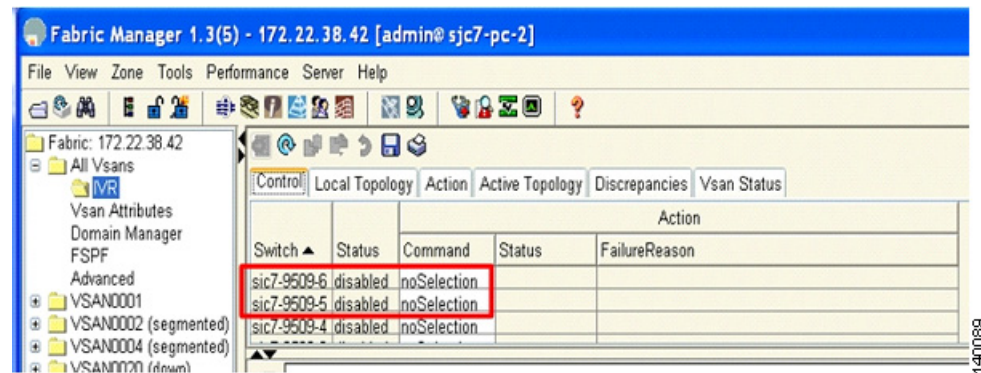 Fabric Manager 1.3(5) - 172.22.38.42 [admin@sjc7-pc-2]
File View Zone Tools Performance Server Help
Fabric: 172.22.38.42
All Vsans
IVR
Vsan Attributes
Domain Manager
FSPF
Advanced
VSAN0001
VSAN0002 (segmented)
VSAN0004 (segmented)
VSAN0020 (down)
Control Local Topology Action Active Topology Discrepancies Vsan Status
Action
Switch Status Command Status FailureReason
sjc7-9509-6 disabled noSelection
sjc7-9509-5 disabled noSelection
sjc7-9509-4 disabled noSelection
140089